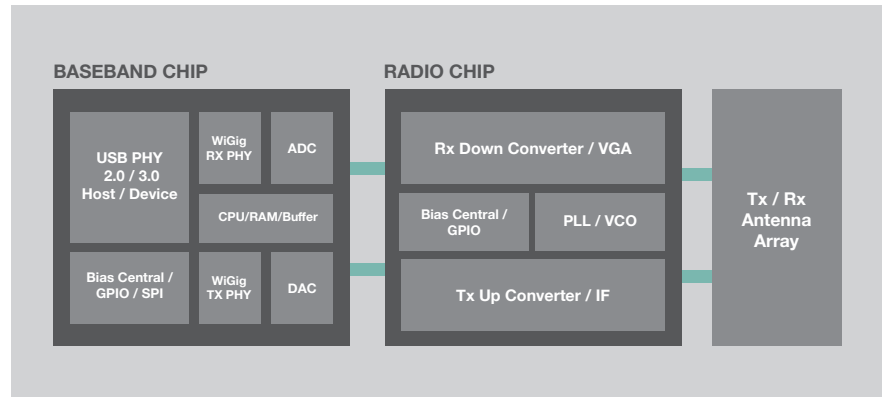 BASEBAND CHIP
USB PHY
2.0 / 3.0
Host / Device
WiGig
RX PHY
ADC
CPU/RAM/Buffer
Bias Central /
GPIO / SPI
WiGig
TX PHY
DAC
RADIO CHIP
Rx Down Converter / VGA
Bias Central /
GPIO
PLL / VCO
Tx Up Converter / IF
Tx / Rx
Antenna
Array